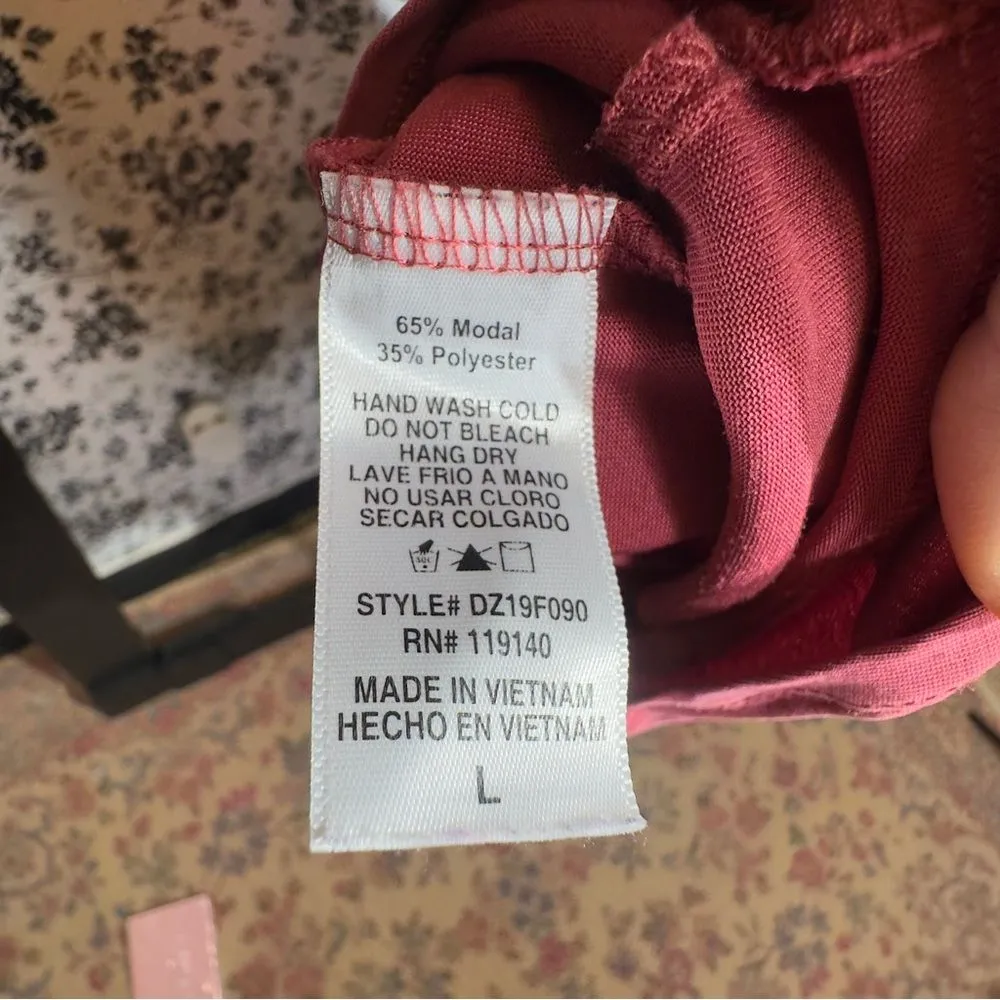 65% Modal
35% Polyester
HAND WASH COLD
DO NOT BLEACH
HANG DRY
LAVE FRIO A MANO
NO USAR CLORO
SECAR COLGADO
STYLE# DZ19F090
RN# 119140
MADE IN VIETNAM
HECHO EN VIETNAM
L